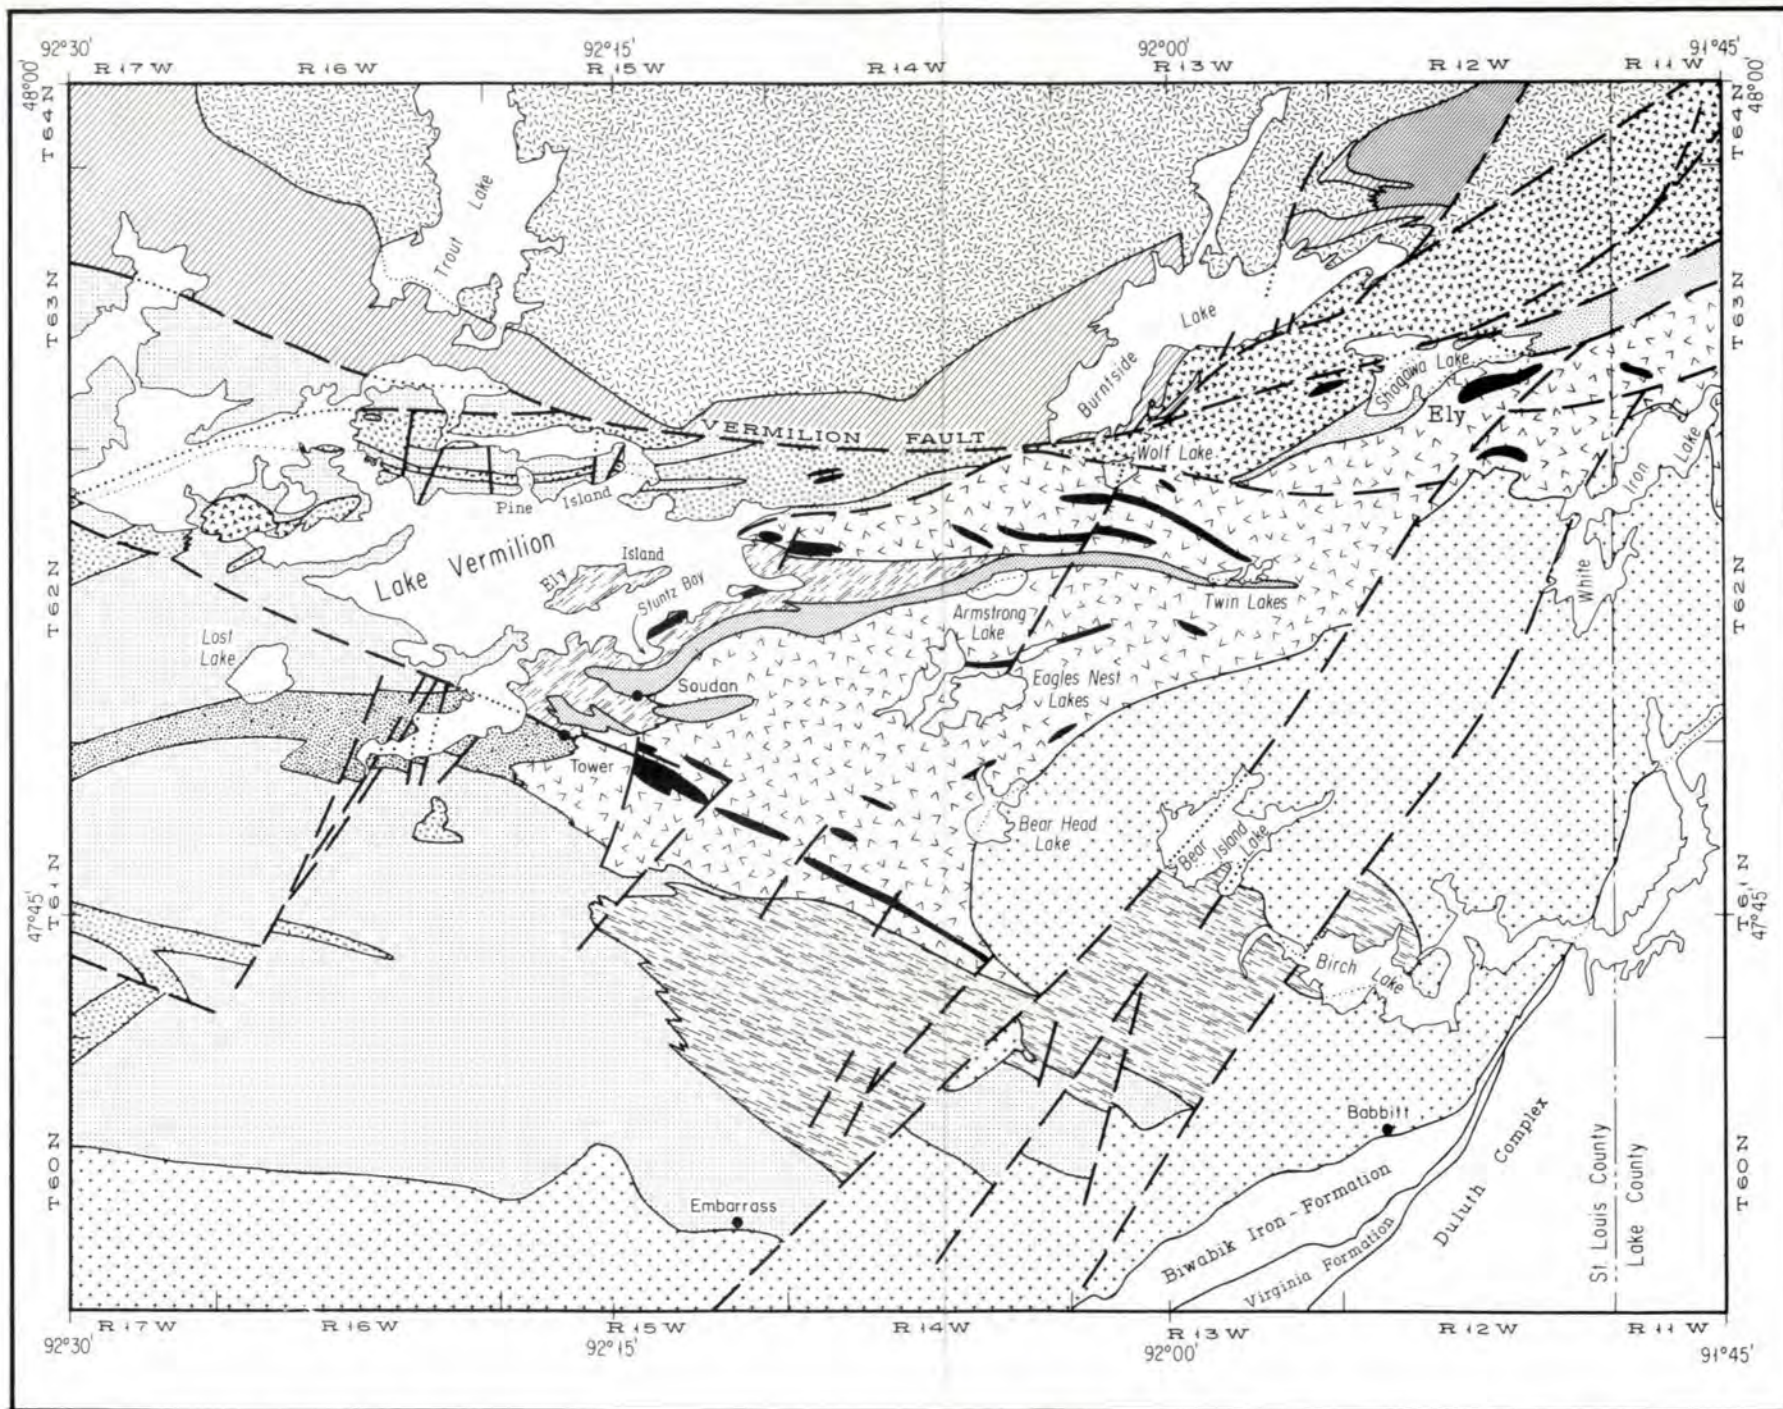 92°30' 92°15' 92°00' 91°45'
R 17 W R 16 W R 15 W R 14 W R 13 W R 12 W R 11 W
48°00' 48°00'
T 64 N T 64 N
Trout Lake
T 63 N T 63 N
Burntside Lake
Shagawa Lake
Ely
VERMILION FAULT
Wolf Lake
Iron Lake
White
Pine Island
Lake Vermilion
Ely Island
Stuntz Bay
T 62 N T 62 N
Armstrong
Lake
Twin Lakes
Lost
Lake
Soudan
Eagles Nest
Lakes
Tower
Bear Head
Lake
Bear Island
Lake
T 61 N T 61 N
47°45' 47°45'
Birch
Lake
Babbitt
Duluth Complex
St. Louis County
Lake County
T 60 N T 60 N
Embarrass
Biwabik Iron-Formation
Virginia Formation
R 17 W R 16 W R 15 W R 14 W R 13 W R 12 W R 11 W
92°30' 92°15' 92°00' 91°45'